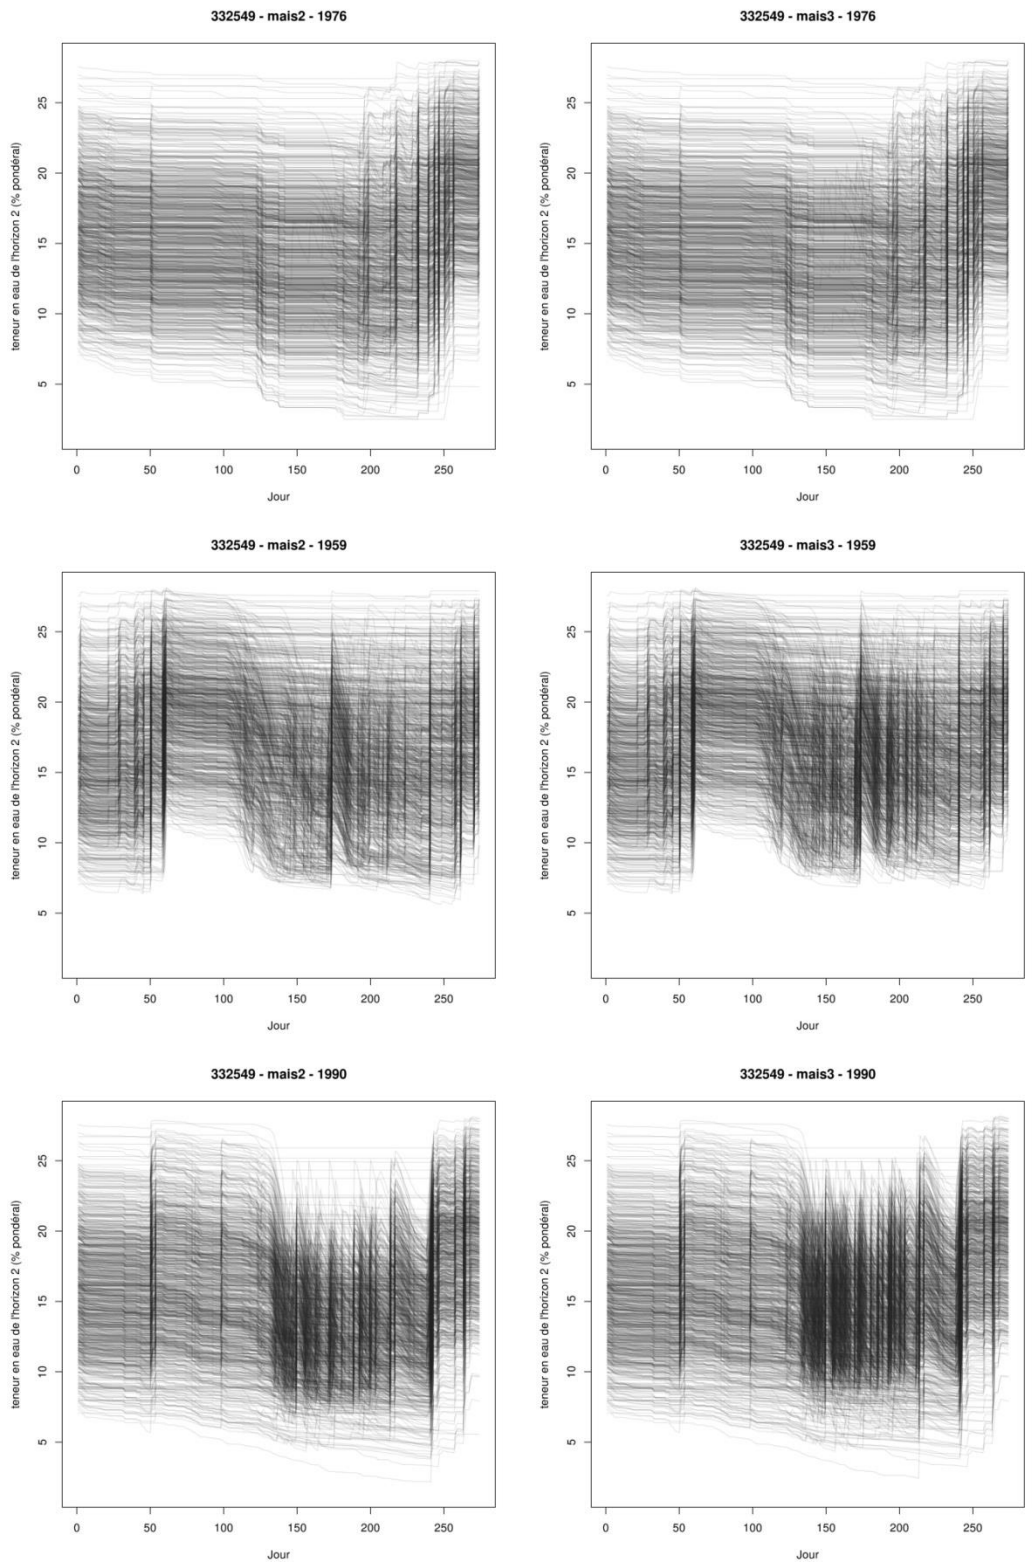 332549 - mais2 - 1976
teneur en eau de l'horizon 2 (% pondéral)
25
20
15
10
5
0 50 100 150 200 250
Jour
332549 - mais3 - 1976
teneur en eau de l'horizon 2 (% pondéral)
25
20
15
10
5
0 50 100 150 200 250
Jour
332549 - mais2 - 1959
teneur en eau de l'horizon 2 (% pondéral)
25
20
15
10
5
0 50 100 150 200 250
Jour
332549 - mais3 - 1959
teneur en eau de l'horizon 2 (% pondéral)
25
20
15
10
5
0 50 100 150 200 250
Jour
332549 - mais2 - 1990
teneur en eau de l'horizon 2 (% pondéral)
25
20
15
10
5
0 50 100 150 200 250
Jour
332549 - mais3 - 1990
teneur en eau de l'horizon 2 (% pondéral)
25
20
15
10
5
0 50 100 150 200 250
Jour